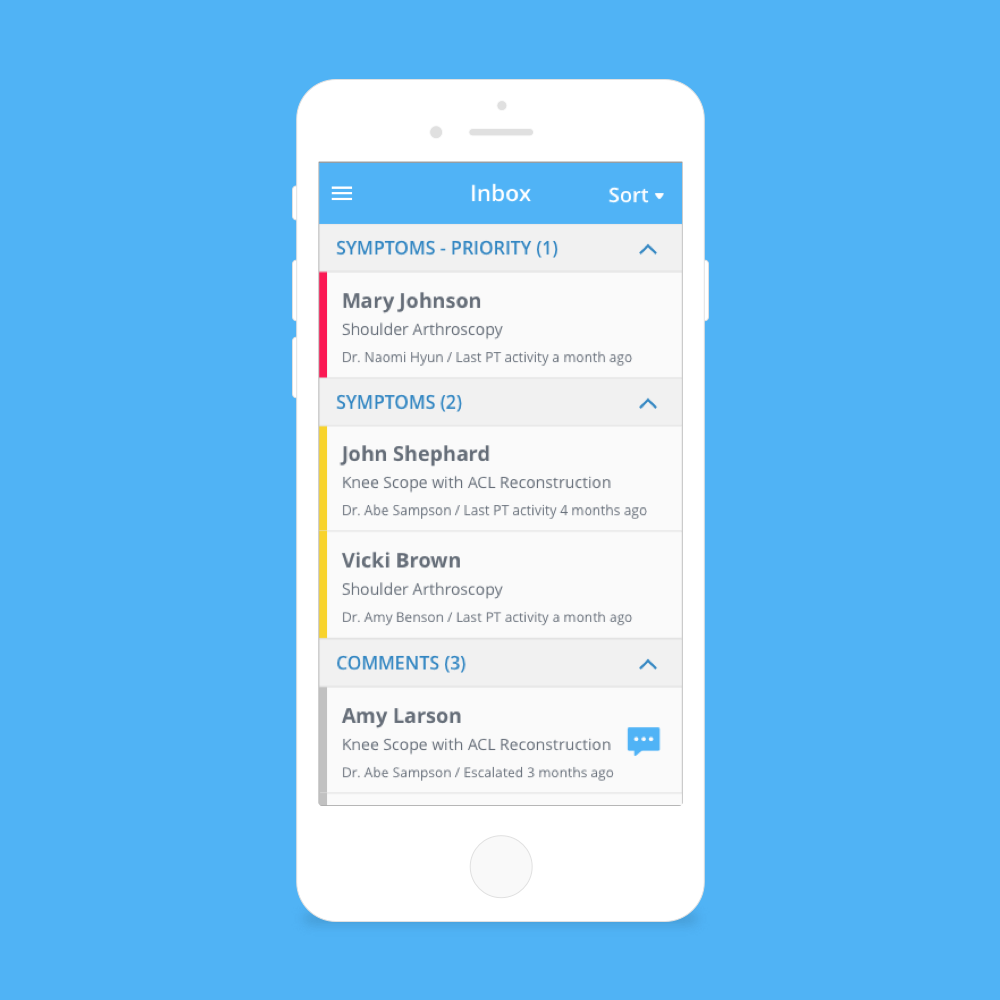 Inbox
Sort
SYMPTOMS - PRIORITY (1)
Mary Johnson
Shoulder Arthroscopy
Dr. Naomi Hyun / Last PT activity a month ago
SYMPTOMS (2)
John Shephard
Knee Scope with ACL Reconstruction
Dr. Abe Sampson / Last PT activity 4 months ago
Vicki Brown
Shoulder Arthroscopy
Dr. Amy Benson / Last PT activity a month ago
COMMENTS (3)
Amy Larson
Knee Scope with ACL Reconstruction
Dr. Abe Sampson / Escalated 3 months ago